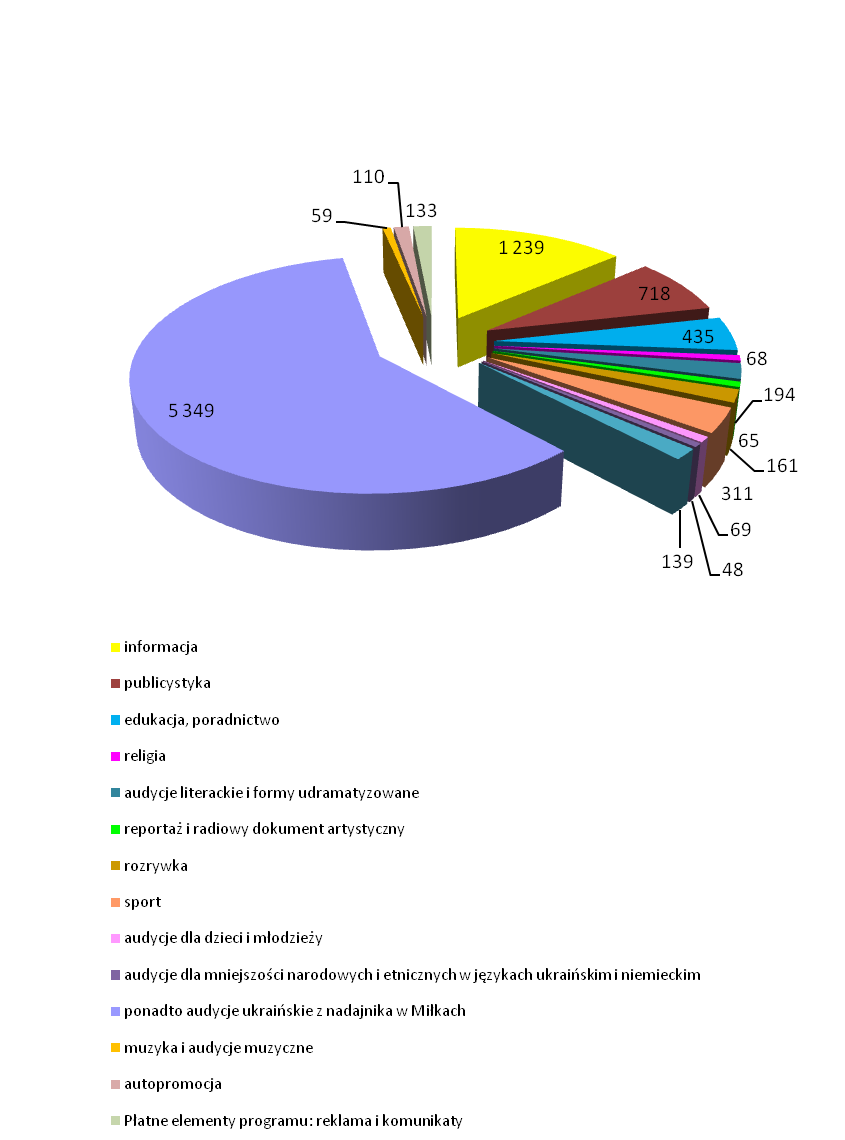 110
133
59
1 239
718
435
68
194
5 349
65
161
311
69
139
48
informacja
publicystyka
edukacja, poradnictwo
religia
audycje literackie i formy udramatyzowane
reportaż i radiowy dokument artystyczny
rozrywka
sport
audycje dla dzieci i młodzieży
audycje dla mniejszości narodowych i etnicznych w językach ukraińskim i niemieckim
ponadto audycje ukraińskie z nadajnika w Miłkach
muzyka i audycje muzyczne
autopromocja
Płatne elementy programu: reklama i komunikaty